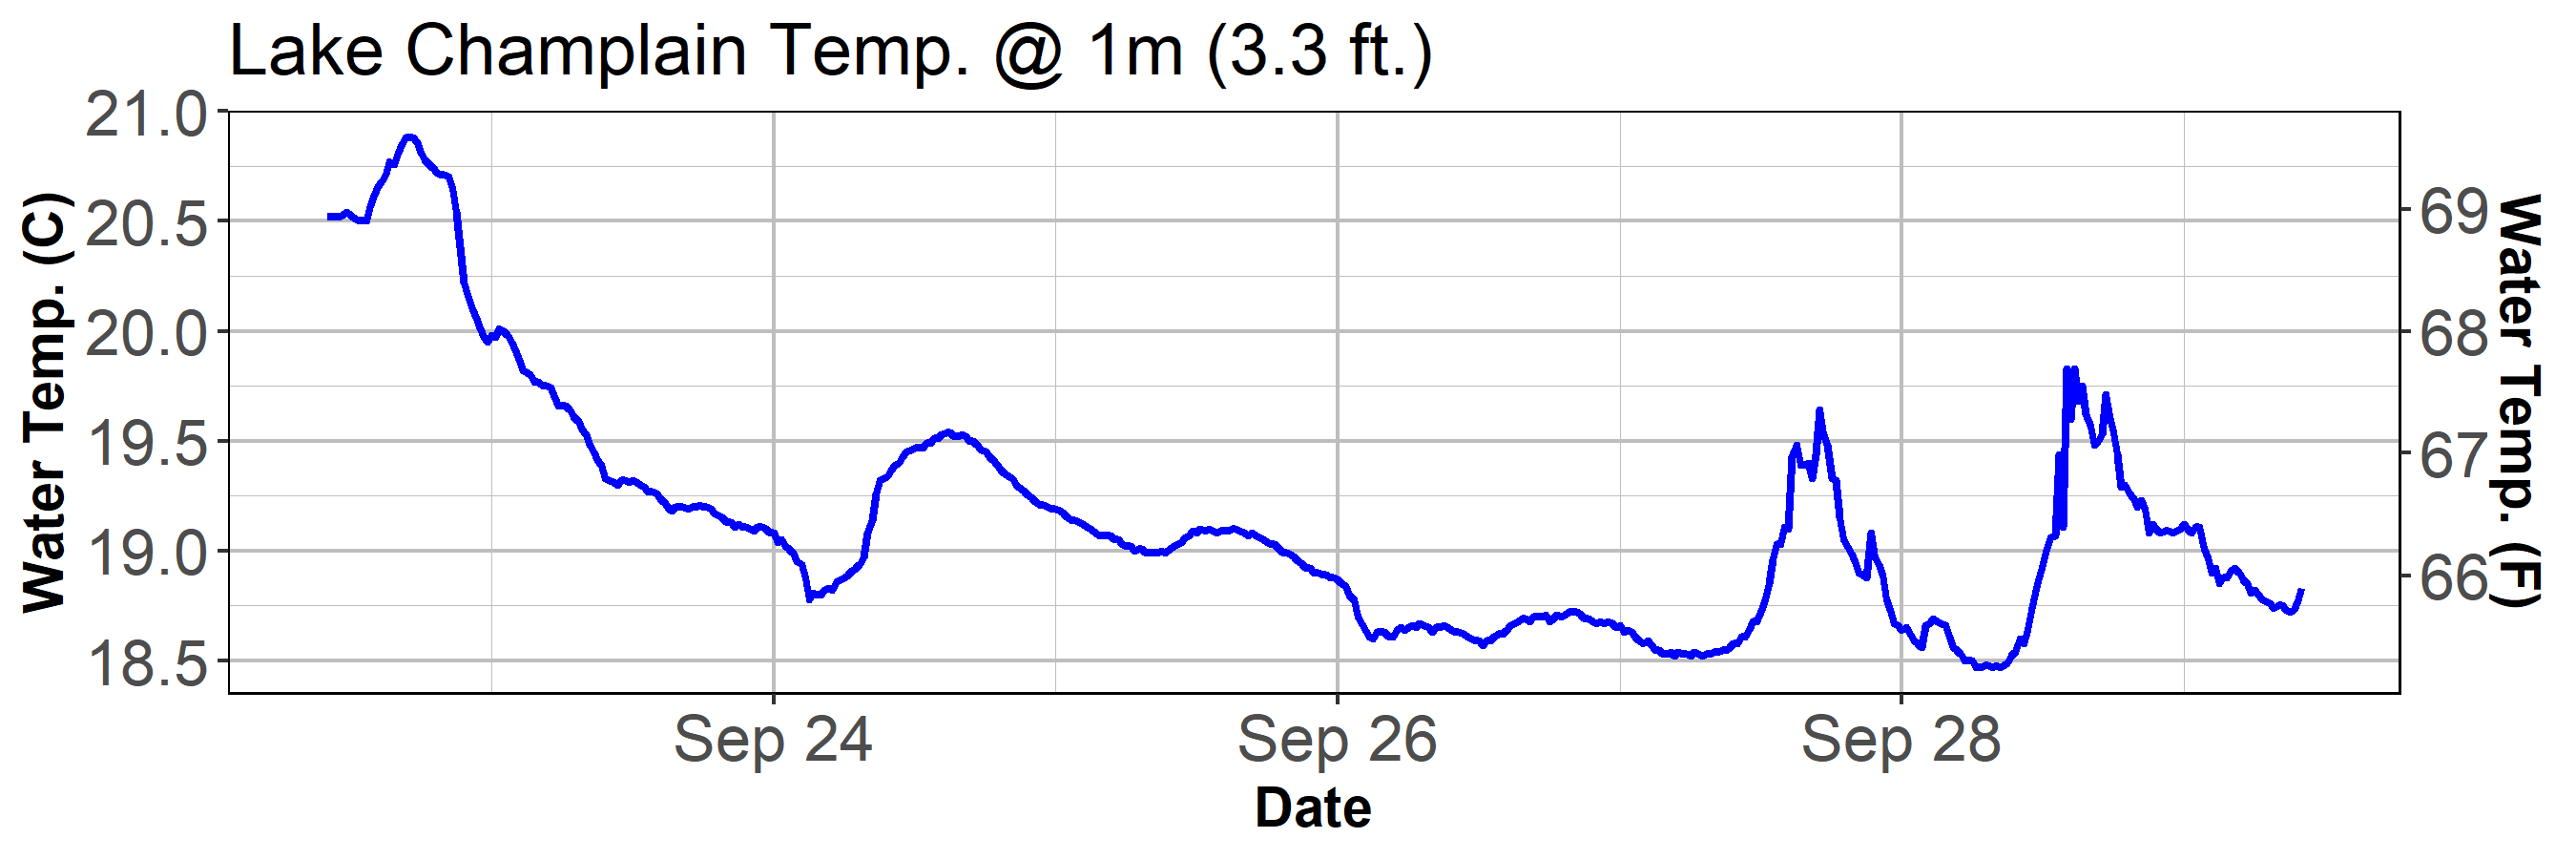 Lake Champlain Temp. @ 1m (3.3 ft.)
Water Temp. (C)
21.0
20.5
20.0
19.5
19.0
18.5
69
68
67
66
Water Temp. (F)
Sep 24 Sep 26 Sep 28
Date